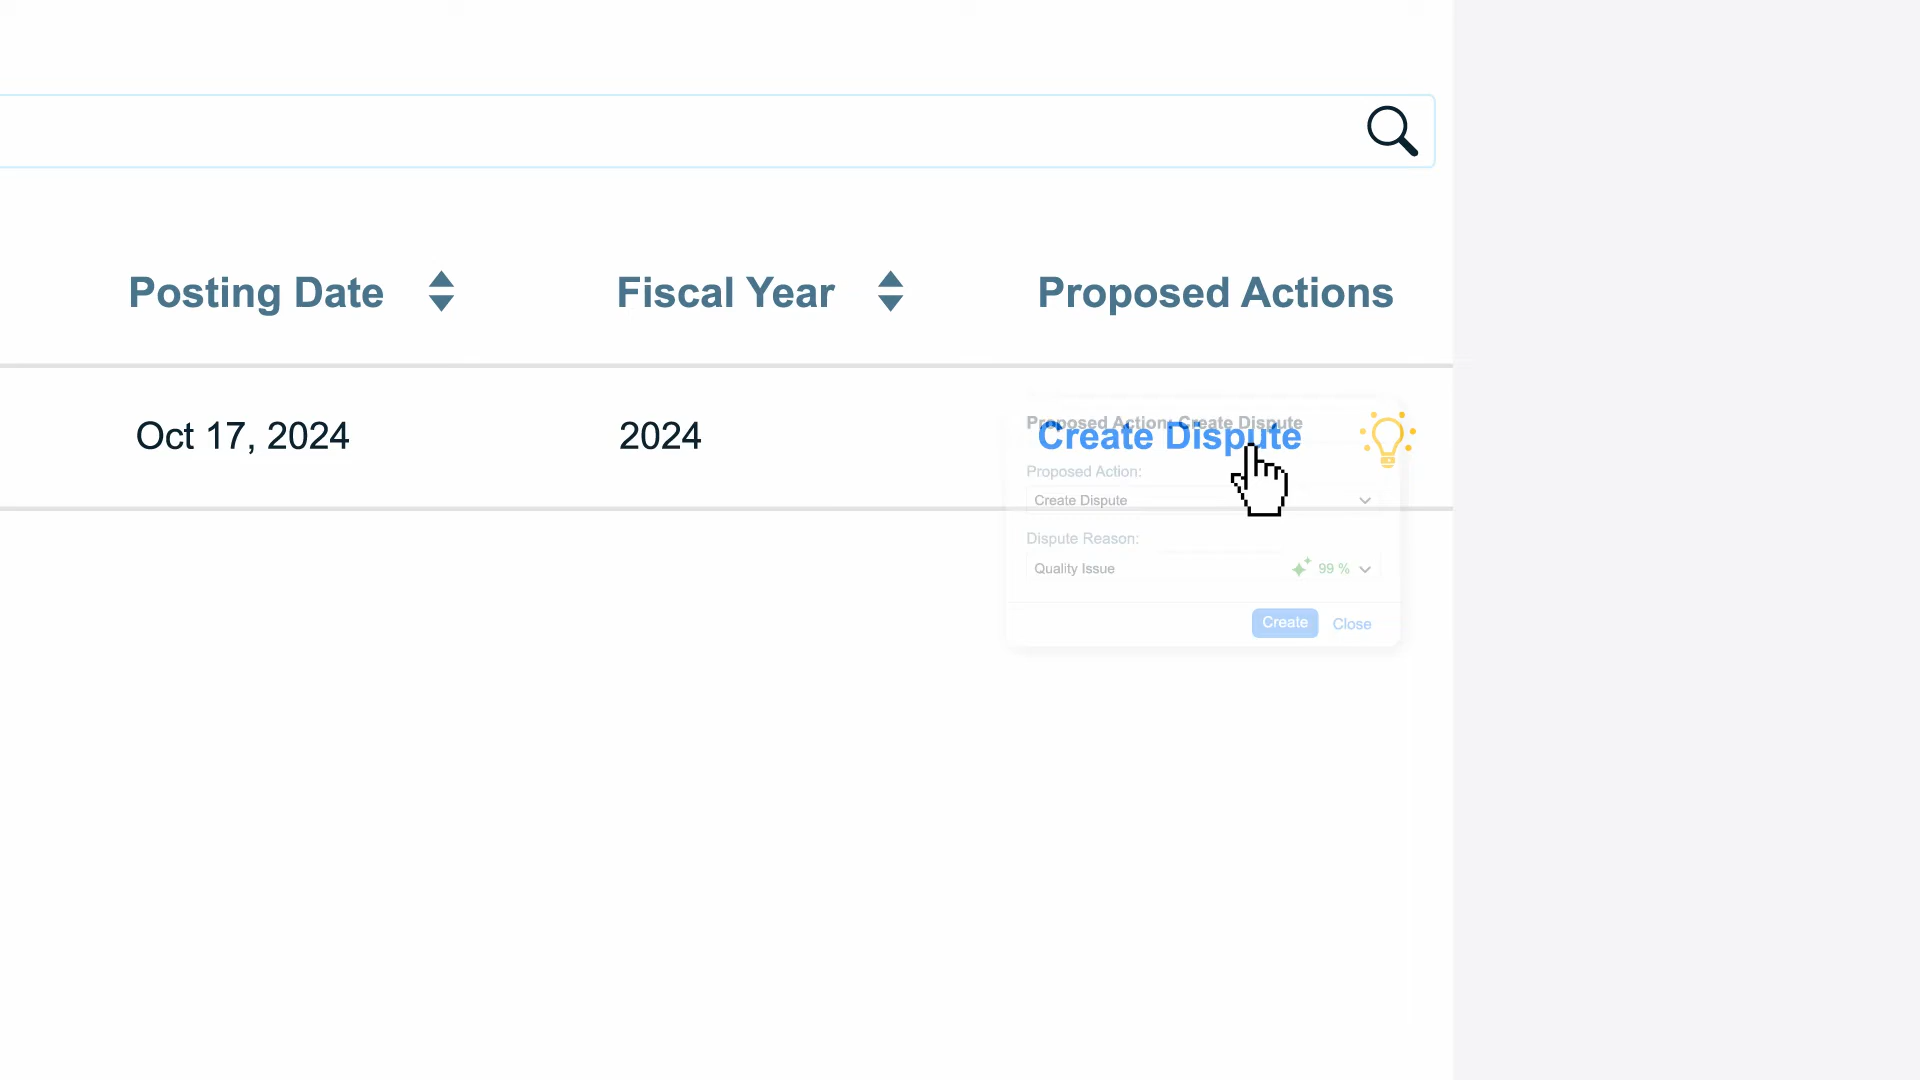 Posting Date Fiscal Year Proposed Actions
Oct 17, 2024 2024 Create Dispute
Proposed Action: Create Dispute
Proposed Action:
Create Dispute
Dispute Reason:
Quality Issue 99 %
Create Close